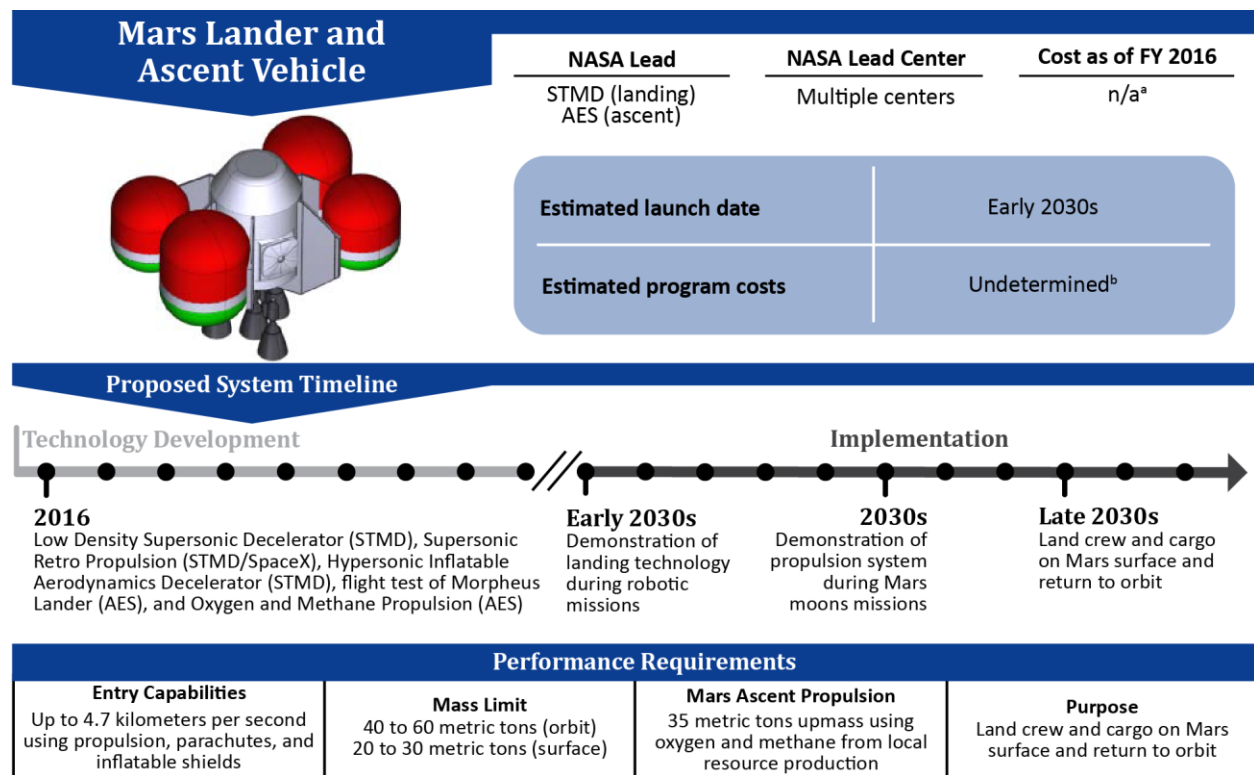 Mars Lander and
Ascent Vehicle
NASA Lead
STMD (landing)
AES (ascent)
NASA Lead Center
Multiple centers
Cost as of FY 2016
n/aᵃ
Estimated launch date
Early 2030s
Estimated program costs
Undeterminedᵇ
Proposed System Timeline
Technology Development
Implementation
2016
Low Density Supersonic Decelerator (STMD), Supersonic
Retro Propulsion (STMD/SpaceX), Hypersonic Inflatable
Aerodynamics Decelerator (STMD), flight test of Morpheus
Lander (AES), and Oxygen and Methane Propulsion (AES)
Early 2030s
Demonstration of
landing technology
during robotic
missions
2030s
Demonstration of
propulsion system
during Mars
moons missions
Late 2030s
Land crew and cargo
on Mars surface and
return to orbit
Performance Requirements
Entry Capabilities
Up to 4.7 kilometers per second
using propulsion, parachutes, and
inflatable shields
Mass Limit
40 to 60 metric tons (orbit)
20 to 30 metric tons (surface)
Mars Ascent Propulsion
35 metric tons upmass using
oxygen and methane from local
resource production
Purpose
Land crew and cargo on Mars
surface and return to orbit